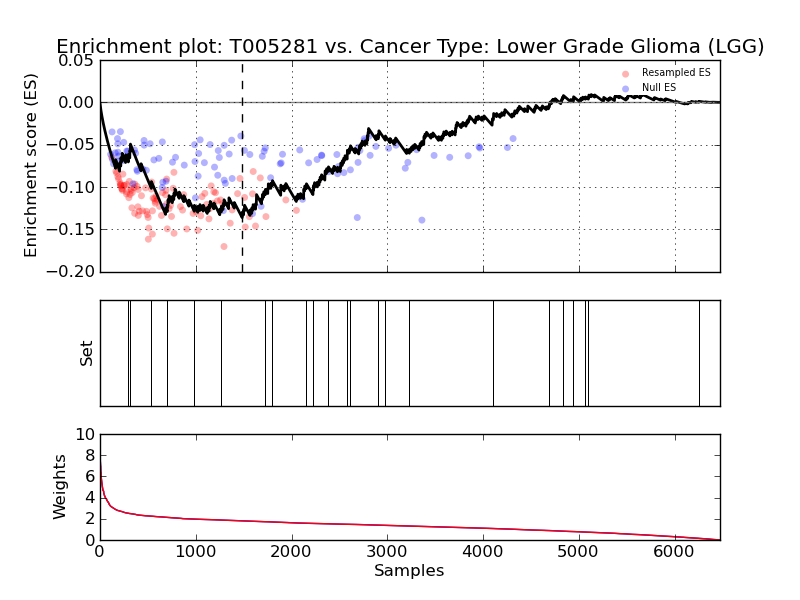 Enrichment plot: T005281 vs. Cancer Type: Lower Grade Glioma (LGG)
Enrichment score (ES)
0.05
0.00
−0.05
−0.10
−0.15
−0.20
Resampled ES
Null ES
Set
Weights
10
8
6
4
2
0
0 1000 2000 3000 4000 5000 6000
Samples